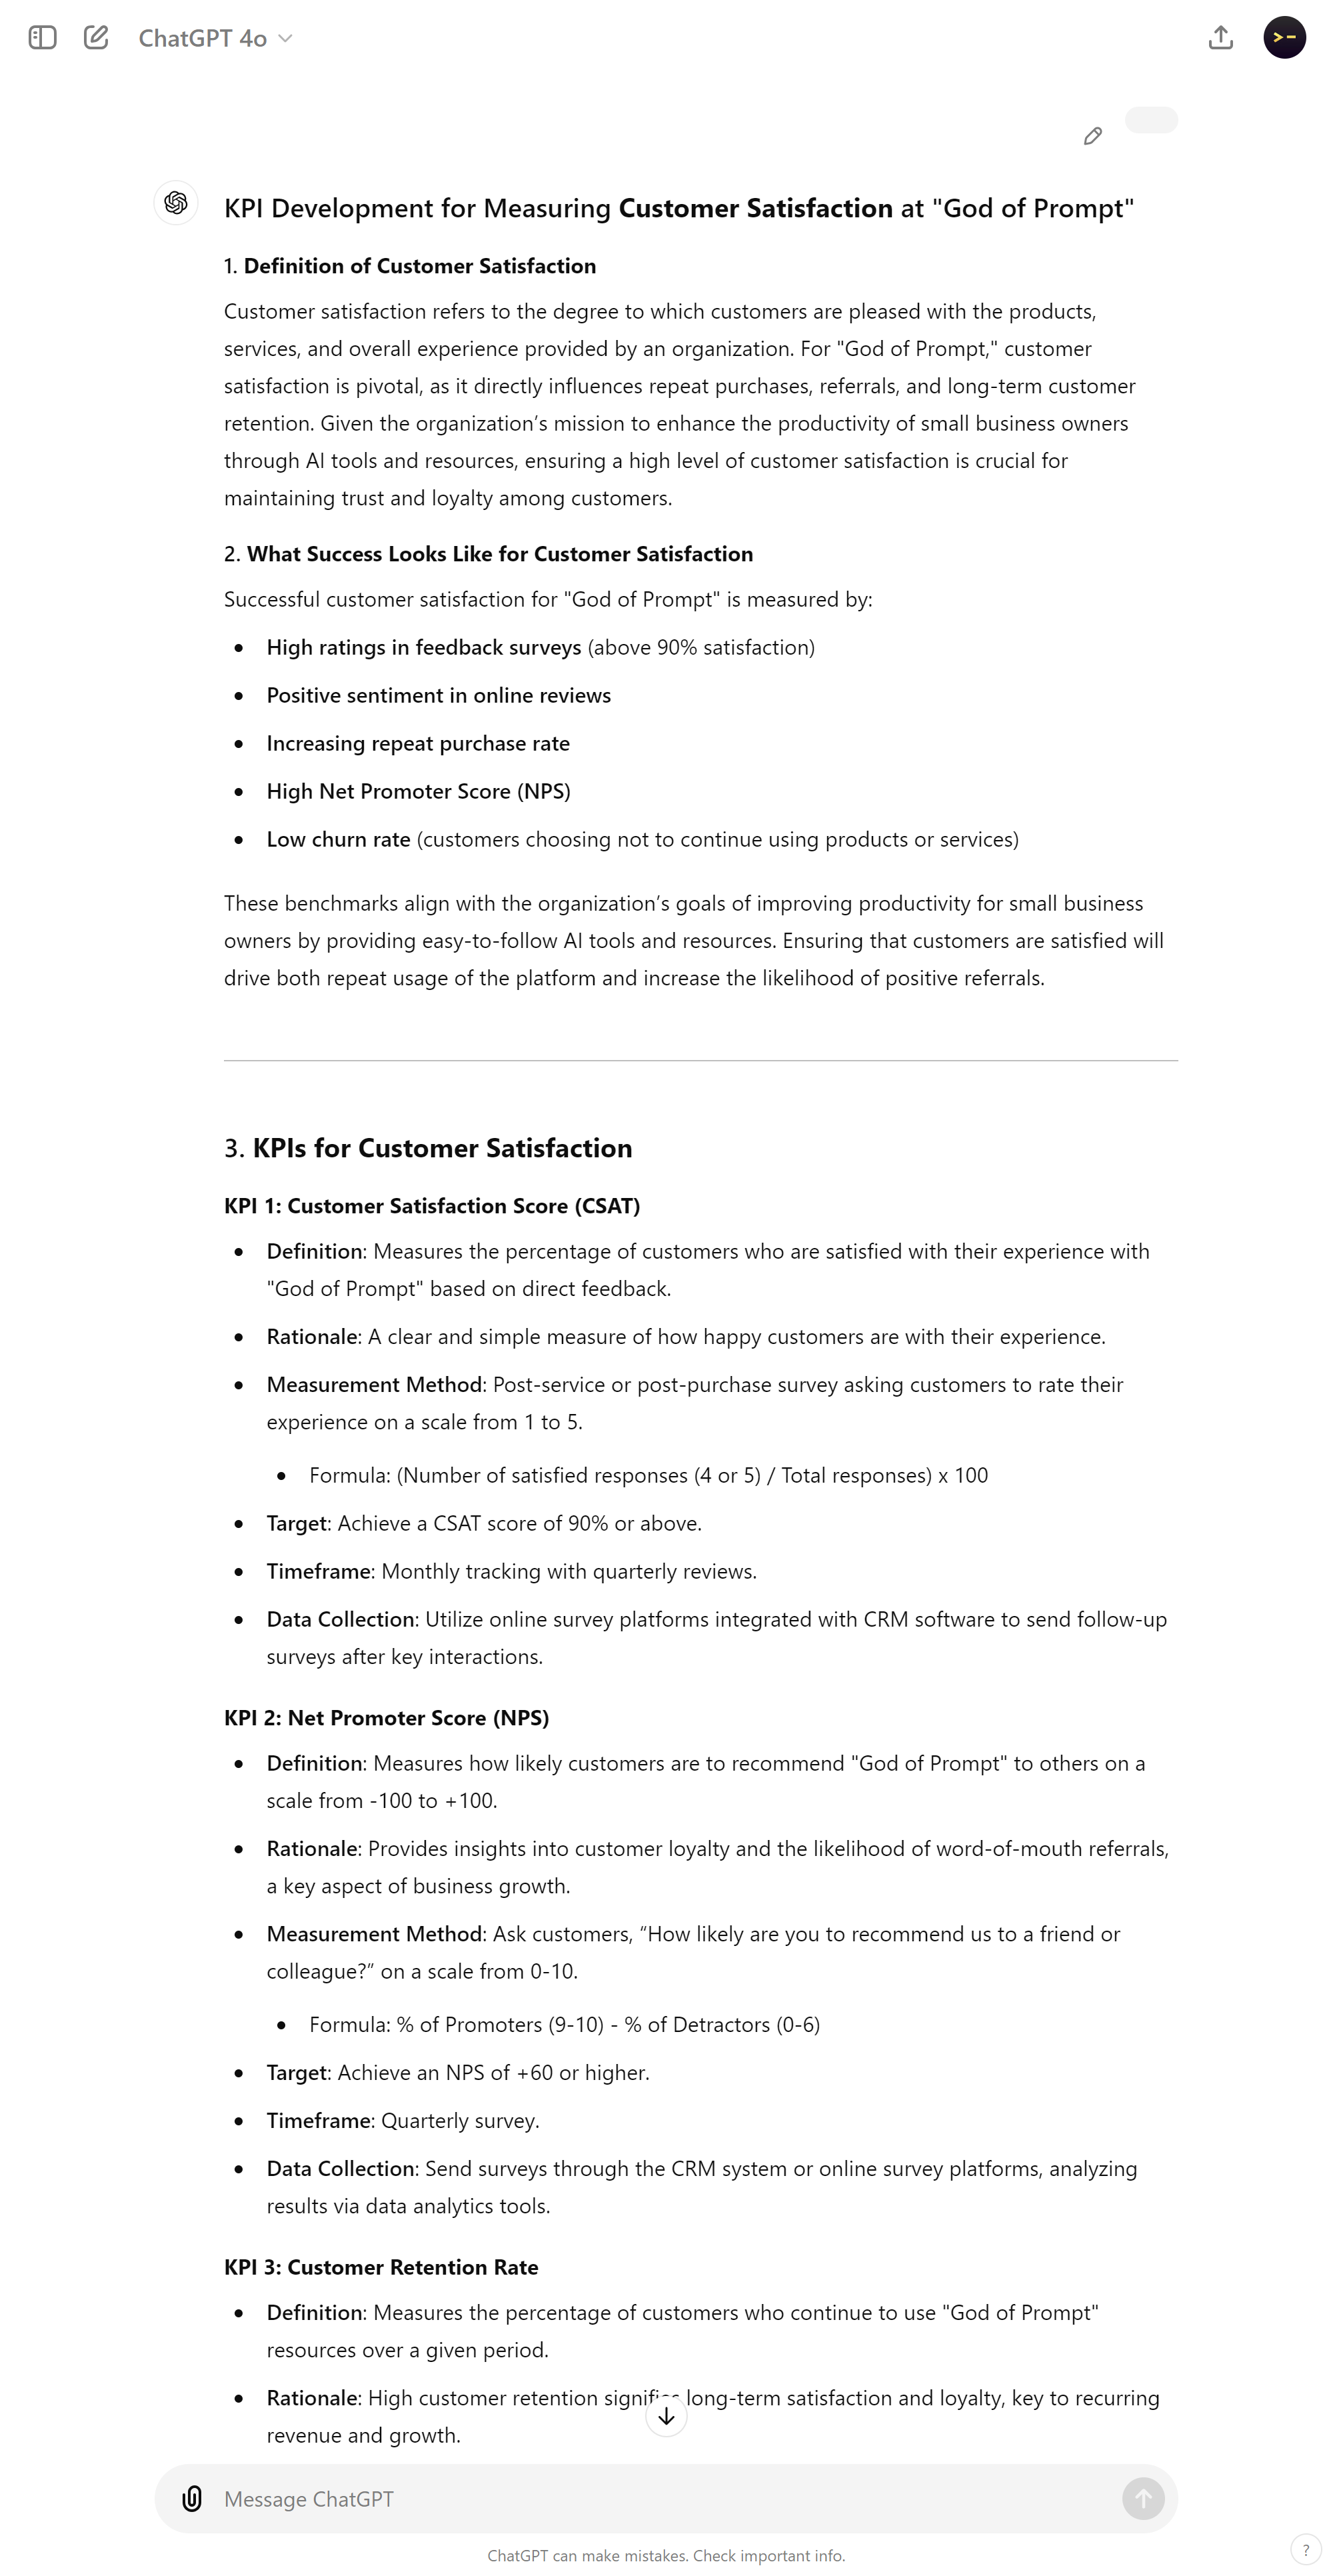 ChatGPT 4o
KPI Development for Measuring Customer Satisfaction at "God of Prompt"
1. Definition of Customer Satisfaction
Customer satisfaction refers to the degree to which customers are pleased with the products,
services, and overall experience provided by an organization. For "God of Prompt," customer
satisfaction is pivotal, as it directly influences repeat purchases, referrals, and long-term customer
retention. Given the organization’s mission to enhance the productivity of small business owners
through AI tools and resources, ensuring a high level of customer satisfaction is crucial for
maintaining trust and loyalty among customers.
2. What Success Looks Like for Customer Satisfaction
Successful customer satisfaction for "God of Prompt" is measured by:
• High ratings in feedback surveys (above 90% satisfaction)
• Positive sentiment in online reviews
• Increasing repeat purchase rate
• High Net Promoter Score (NPS)
• Low churn rate (customers choosing not to continue using products or services)
These benchmarks align with the organization’s goals of improving productivity for small business
owners by providing easy-to-follow AI tools and resources. Ensuring that customers are satisfied will
drive both repeat usage of the platform and increase the likelihood of positive referrals.
3. KPIs for Customer Satisfaction
KPI 1: Customer Satisfaction Score (CSAT)
• Definition: Measures the percentage of customers who are satisfied with their experience with
"God of Prompt" based on direct feedback.
• Rationale: A clear and simple measure of how happy customers are with their experience.
• Measurement Method: Post-service or post-purchase survey asking customers to rate their
experience on a scale from 1 to 5.
• Formula: (Number of satisfied responses (4 or 5) / Total responses) x 100
• Target: Achieve a CSAT score of 90% or above.
• Timeframe: Monthly tracking with quarterly reviews.
• Data Collection: Utilize online survey platforms integrated with CRM software to send follow-up
surveys after key interactions.
KPI 2: Net Promoter Score (NPS)
• Definition: Measures how likely customers are to recommend "God of Prompt" to others on a
scale from -100 to +100.
• Rationale: Provides insights into customer loyalty and the likelihood of word-of-mouth referrals,
a key aspect of business growth.
• Measurement Method: Ask customers, “How likely are you to recommend us to a friend or
colleague?” on a scale from 0-10.
• Formula: % of Promoters (9-10) - % of Detractors (0-6)
• Target: Achieve an NPS of +60 or higher.
• Timeframe: Quarterly survey.
• Data Collection: Send surveys through the CRM system or online survey platforms, analyzing
results via data analytics tools.
KPI 3: Customer Retention Rate
• Definition: Measures the percentage of customers who continue to use "God of Prompt"
resources over a given period.
• Rationale: High customer retention signifies long-term satisfaction and loyalty, key to recurring
revenue and growth.
Message ChatGPT
ChatGPT can make mistakes. Check important info.
?